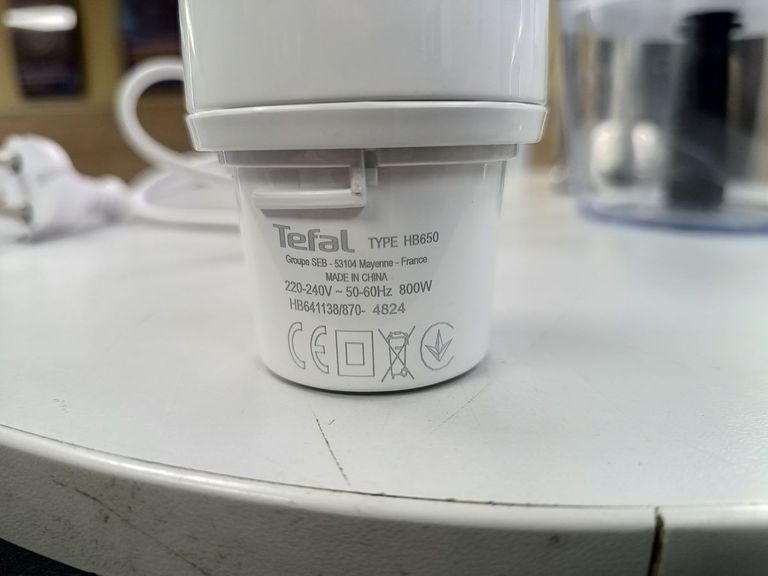 Tefal TYPE HB650
Groupe SEB - 53104 Mayenne - France
MADE IN CHINA
220-240V ~ 50-60Hz 800W
HB641138/870- 4824
CE